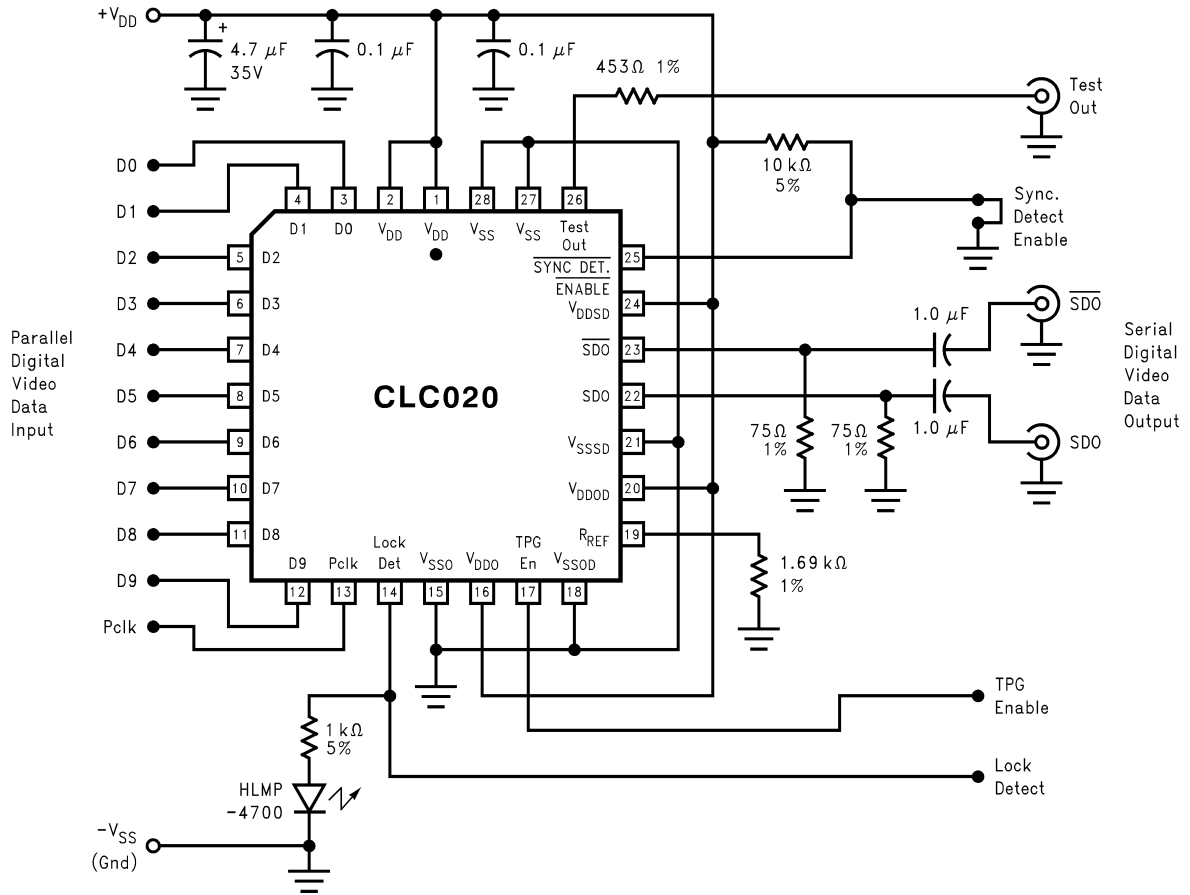 +VDD
4.7 µF
35V
0.1 µF
0.1 µF
453Ω 1%
Test
Out
10 kΩ
5%
Sync.
Detect
Enable
D0
D1
D2
D3
D4
D5
D6
D7
D8
D9
Pclk
Parallel
Digital
Video
Data
Input
4
3
2
1
28
27
26
D1
D0
VDD
VDD
VSS
VSS
Test
Out
5
D2
6
D3
7
D4
8
D5
9
D6
10
D7
11
D8
CLC020
SYNC DET.
ENABLE
25
VDDSD
24
SDO
23
SDO
22
VSSSD
21
VDDOD
20
RREF
19
D9
Pclk
Lock
Det
VSSO
VDDO
TPG
En
VSSOD
12
13
14
15
16
17
18
1.0 µF
1.0 µF
SDO
SDO
Serial
Digital
Video
Data
Output
75Ω
1%
75Ω
1%
1.69 kΩ
1%
TPG
Enable
Lock
Detect
1 kΩ
5%
HLMP
-4700
-VSS
(Gnd)